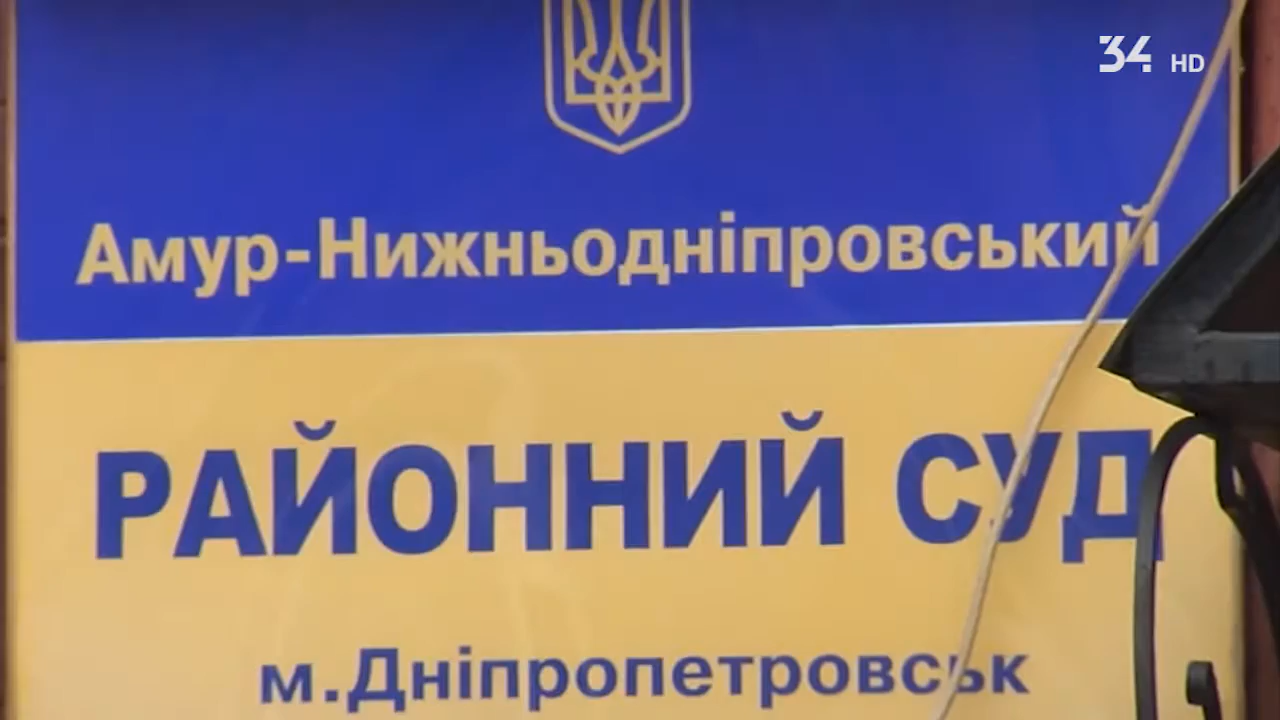 34 HD
Амур-Нижньодніпровський
РАЙОННИЙ СУД
м.Дніпропетровськ